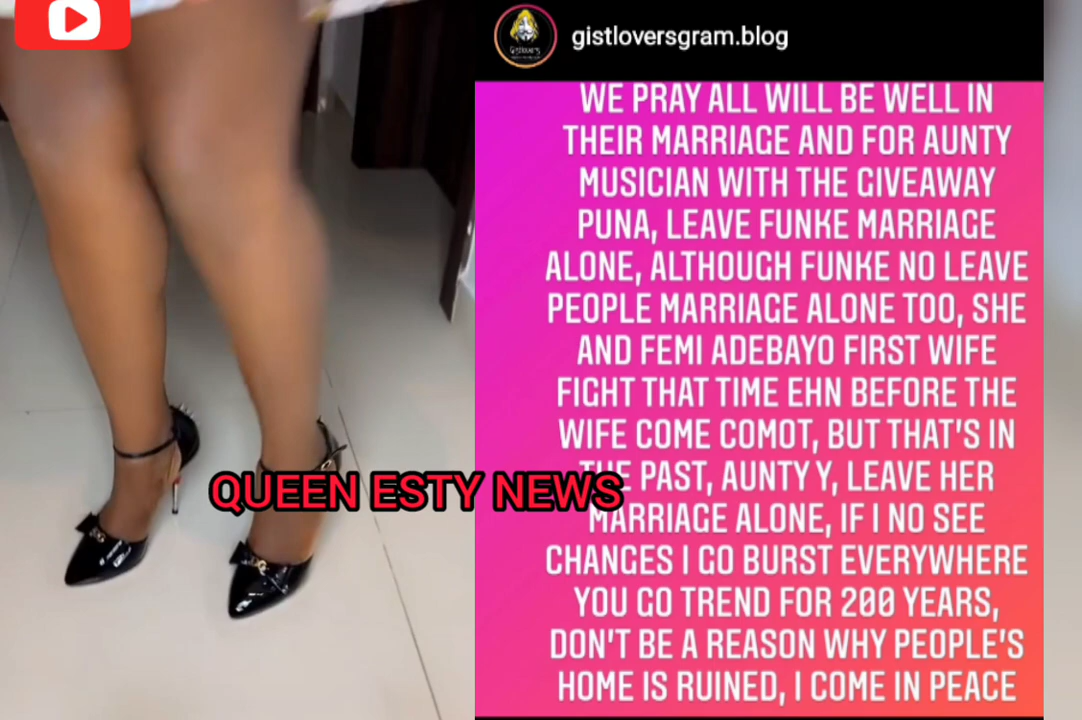 gistloversgram.blog
WE PRAY ALL WILL BE WELL IN
THEIR MARRIAGE AND FOR AUNTY
MUSICIAN WITH THE GIVEAWAY
PUNA, LEAVE FUNKE MARRIAGE
ALONE, ALTHOUGH FUNKE NO LEAVE
PEOPLE MARRIAGE ALONE TOO, SHE
AND FEMI ADEBAYO FIRST WIFE
FIGHT THAT TIME EHN BEFORE THE
WIFE COME COMOT, BUT THAT'S IN
THE PAST, AUNTY Y, LEAVE HER
QUEEN ESTY NEWS
MARRIAGE ALONE, IF I NO SEE
CHANGES I GO BURST EVERYWHERE
YOU GO TREND FOR 200 YEARS,
DON'T BE A REASON WHY PEOPLE'S
HOME IS RUINED, I COME IN PEACE